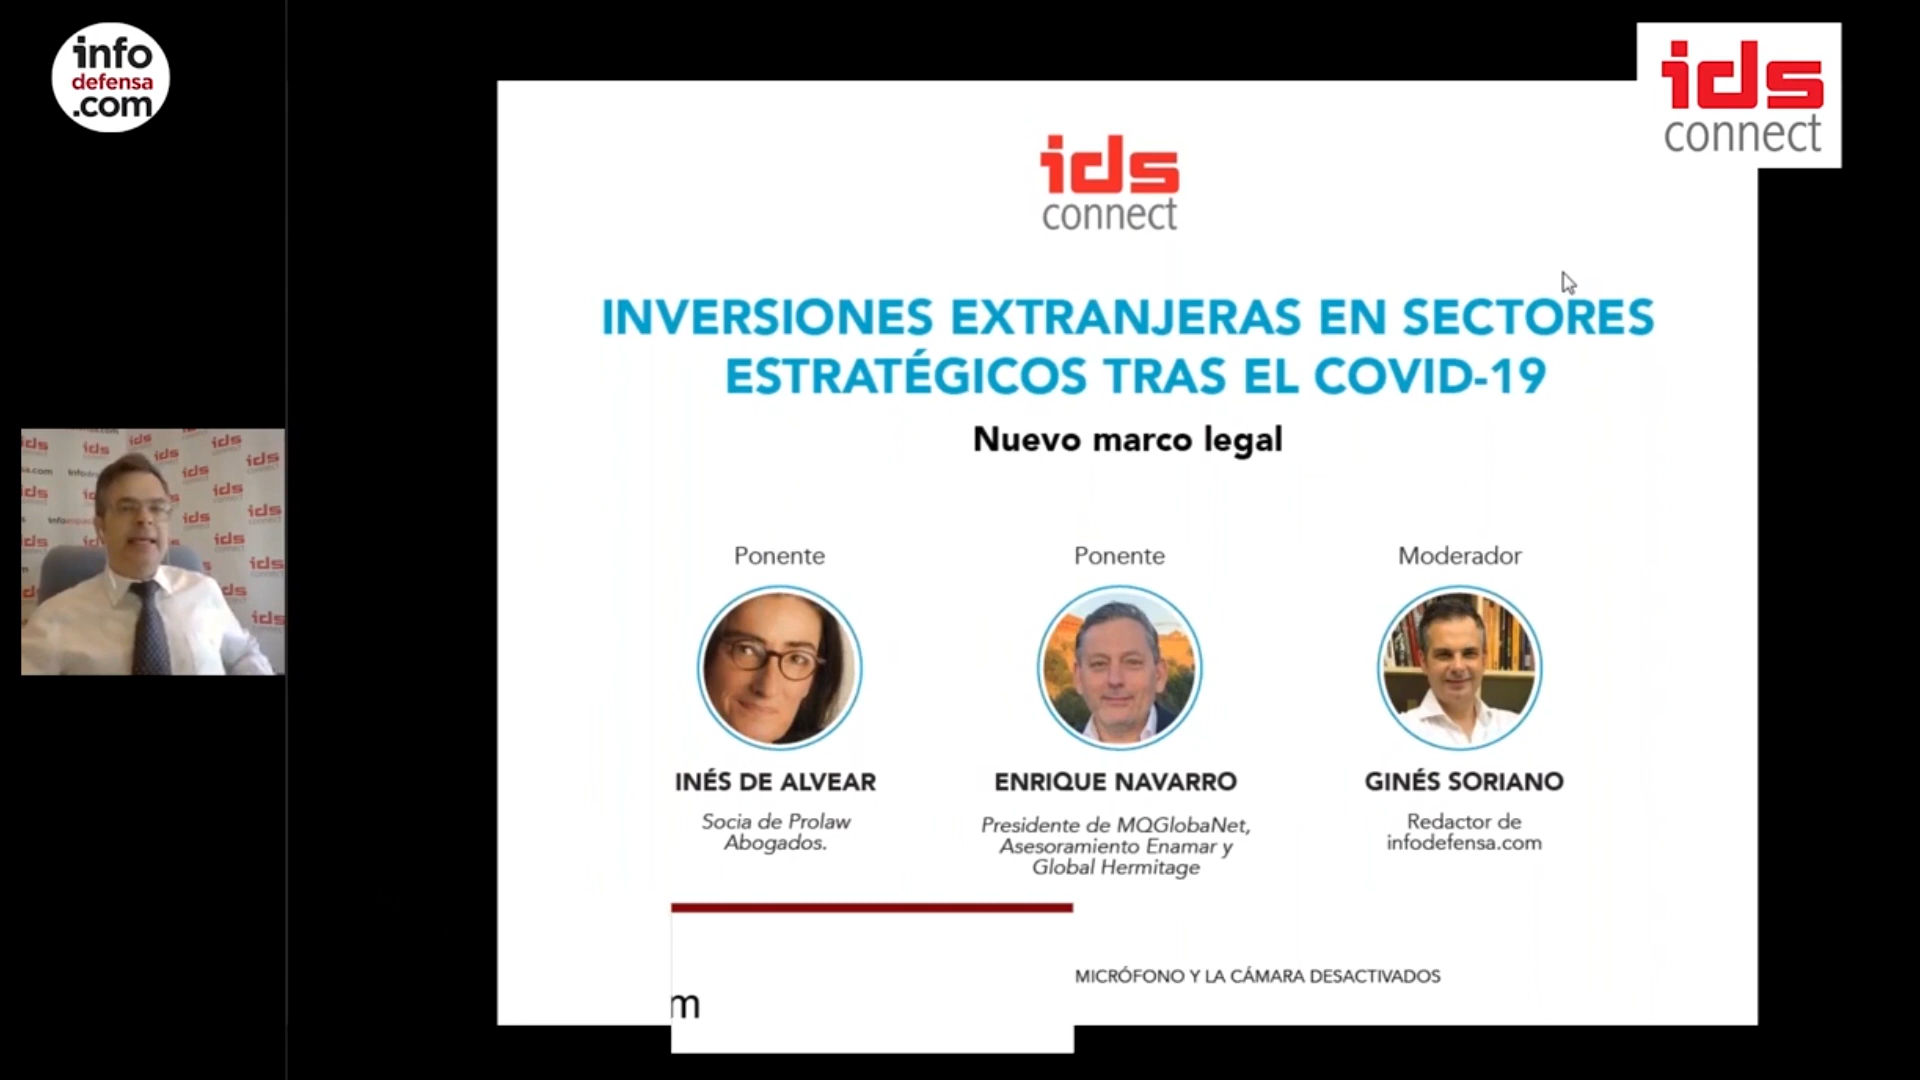 info
defensa
.com
ids
connect
ids
connect
INVERSIONES EXTRANJERAS EN SECTORES
ESTRATÉGICOS TRAS EL COVID-19
Nuevo marco legal
Ponente
Ponente
Moderador
INÉS DE ALVEAR
ENRIQUE NAVARRO
GINÉS SORIANO
Socia de Prolaw
Abogados.
Presidente de MQGlobaNet,
Asesoramiento Enamar y
Global Hermitage
Redactor de
infodefensa.com
MICRÓFONO Y LA CÁMARA DESACTIVADOS
m